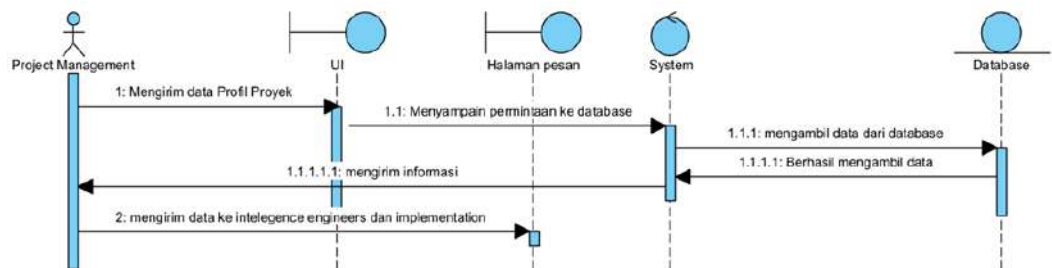 Project Management
UI
Halaman pesan
System
Database
1: Mengirim data Profil Proyek
1.1: Menyampain permintaan ke database
1.1.1: mengambil data dari database
1.1.1.1: Berhasil mengambil data
1.1.1.1.1: mengirim informasi
2: mengirim data ke intelegence engineers dan implementation